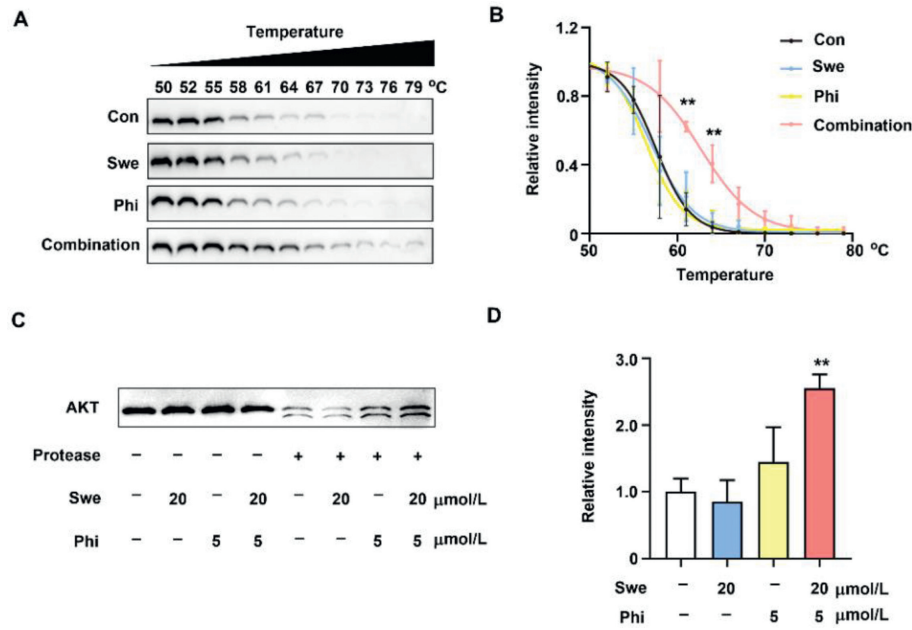 A
Temperature
50 52 55 58 61 64 67 70 73 76 79 °C
Con
Swe
Phi
Combination
B
Relative intensity
1.2
0.8
0.4
0
50 60 70 80 °C
Temperature
**
**
Con
Swe
Phi
Combination
C
AKT
Protease − − − − + + + +
Swe − 20 − 20 − 20 − 20 μmol/L
Phi − − 5 5 − − 5 5 μmol/L
D
Relative intensity
3.0
2.0
1.0
0
**
Swe − 20 − 20 μmol/L
Phi − − 5 5 μmol/L